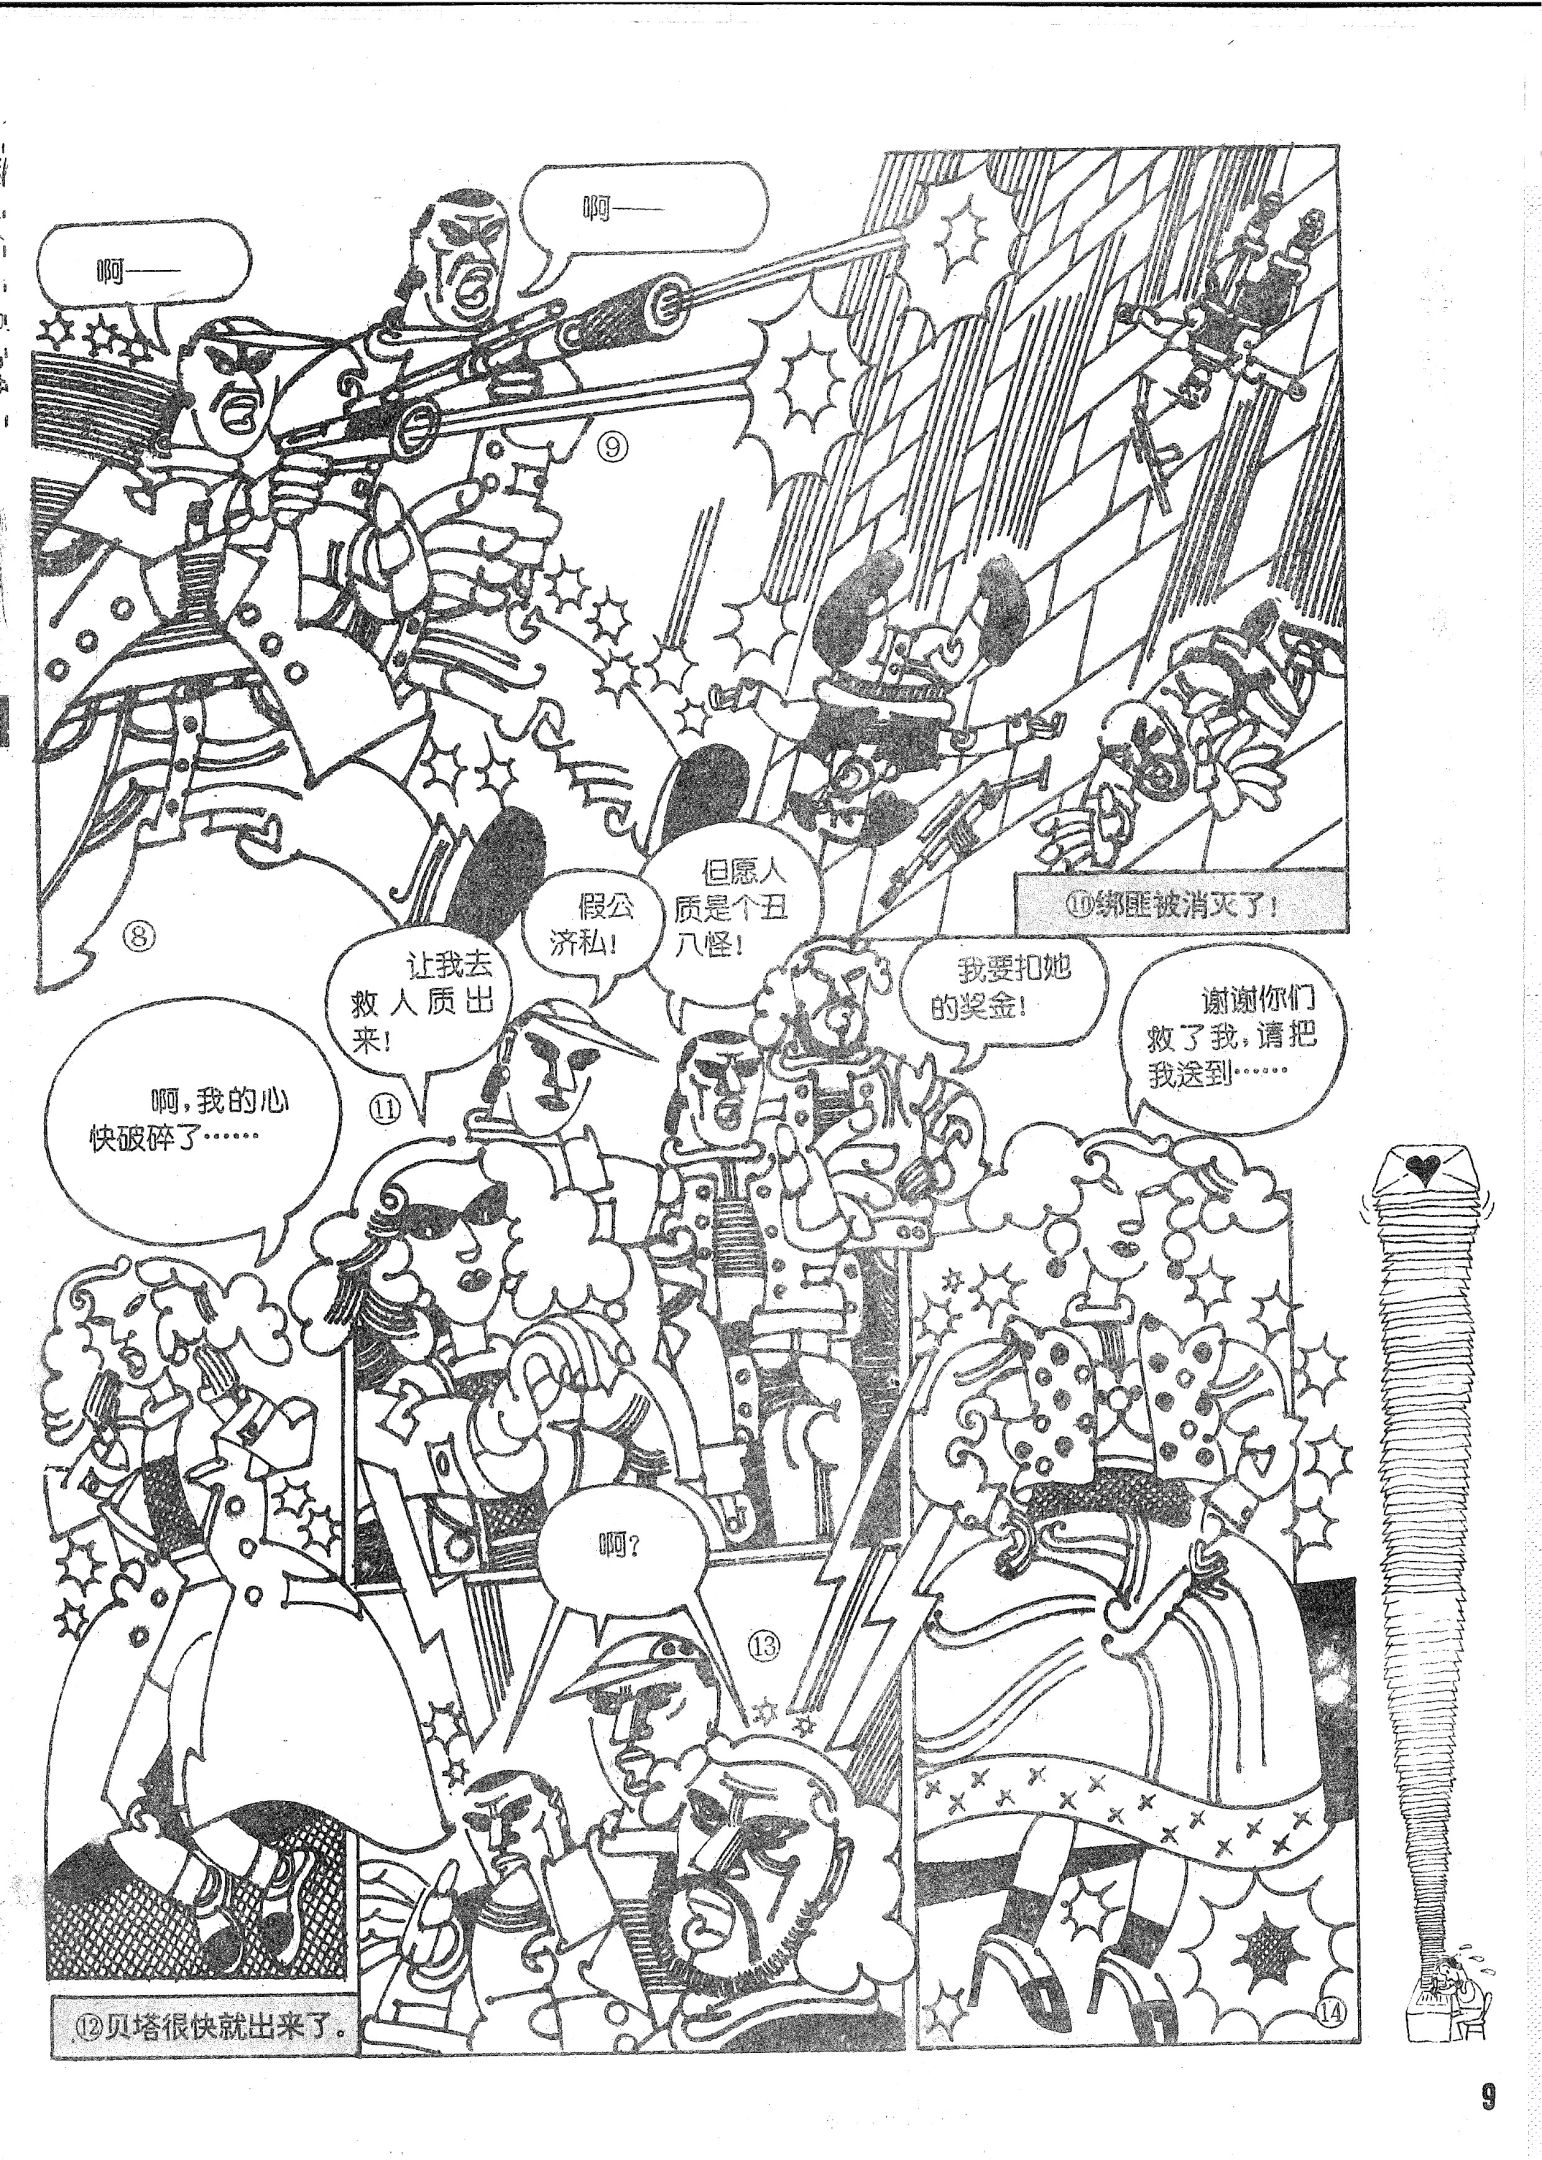 啊——
啊——
⑧
⑨
⑩绑匪被消灭了!
让我去
救人质出
来!
假公
济私!
但愿人
质是个丑
八怪!
我要扣她
的奖金!
⑪
啊,我的心
快破碎了……
⑫贝塔很快就出来了。
啊?
⑬
谢谢你们
救了我,请把
我送到……
⑭
9